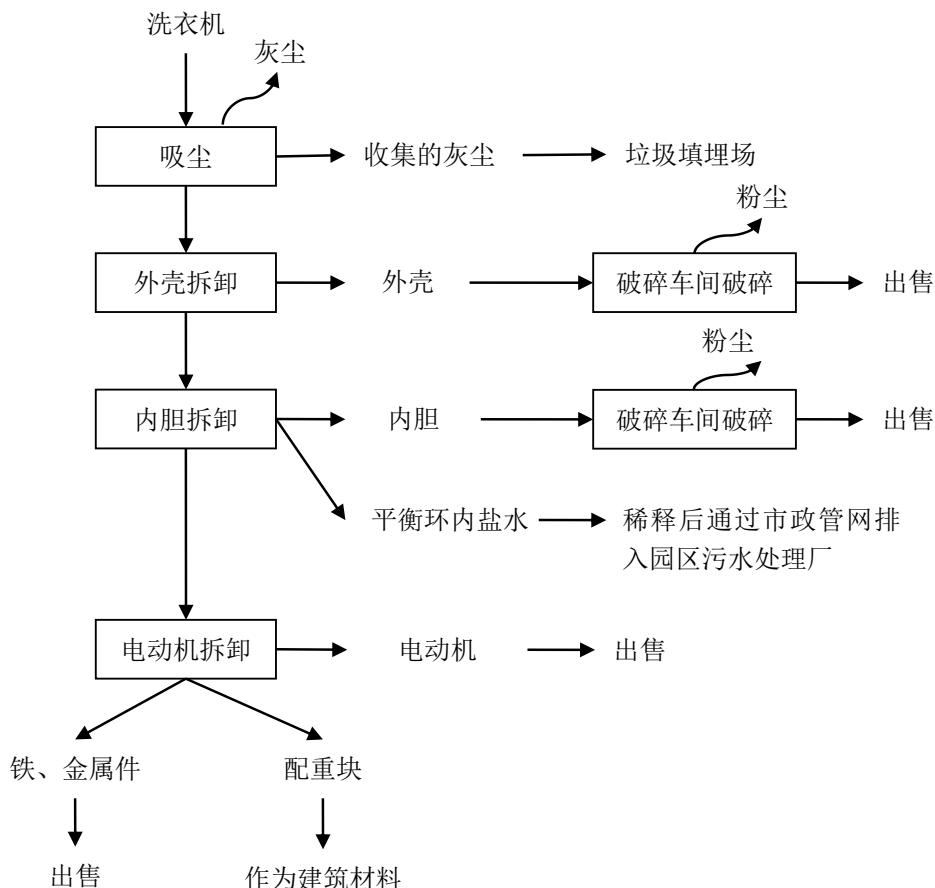 洗衣机
灰尘
吸尘
收集的灰尘
垃圾填埋场
粉尘
外壳拆卸
外壳
破碎车间破碎
出售
粉尘
内胆拆卸
内胆
破碎车间破碎
出售
平衡环内盐水
稀释后通过市政管网排
入园区污水处理厂
电动机拆卸
电动机
出售
铁、金属件
配重块
出售
作为建筑材料